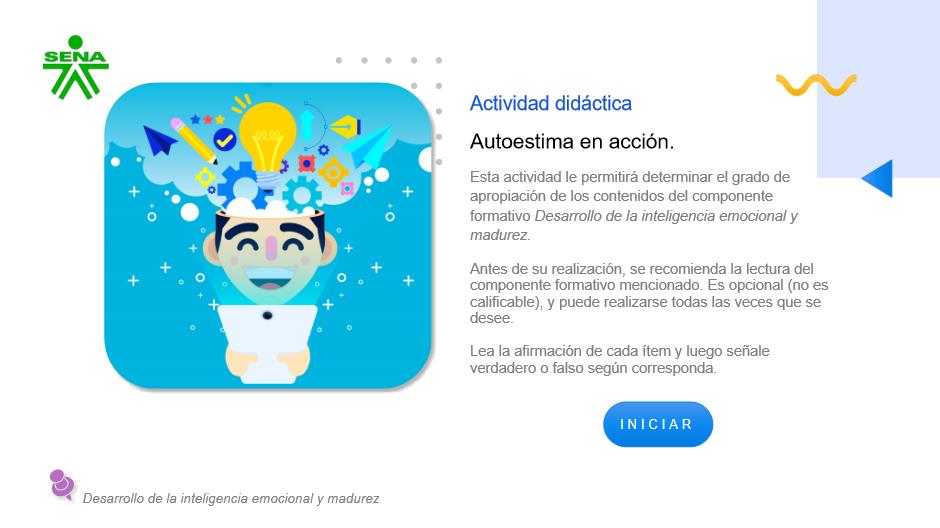 SENA
Actividad didáctica
Autoestima en acción.
Esta actividad le permitirá determinar el grado de
apropiación de los contenidos del componente
formativo Desarrollo de la inteligencia emocional y
madurez.
Antes de su realización, se recomienda la lectura del
componente formativo mencionado. Es opcional (no es
calificable), y puede realizarse todas las veces que se
desee.
Lea la afirmación de cada ítem y luego señale
verdadero o falso según corresponda.
INICIAR
Desarrollo de la inteligencia emocional y madurez